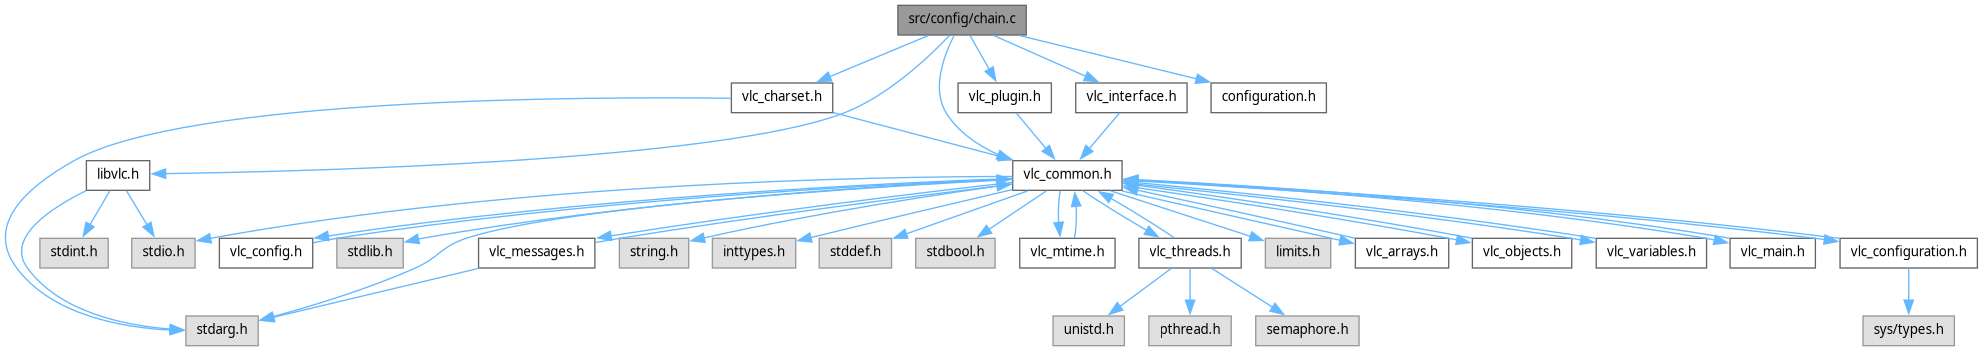 src/config/chain.c
vlc_charset.h
vlc_plugin.h
vlc_interface.h
configuration.h
libvlc.h
vlc_common.h
stdint.h
stdio.h
vlc_config.h
stdlib.h
vlc_messages.h
string.h
inttypes.h
stddef.h
stdbool.h
vlc_mtime.h
vlc_threads.h
limits.h
vlc_arrays.h
vlc_objects.h
vlc_variables.h
vlc_main.h
vlc_configuration.h
stdarg.h
unistd.h
pthread.h
semaphore.h
sys/types.h